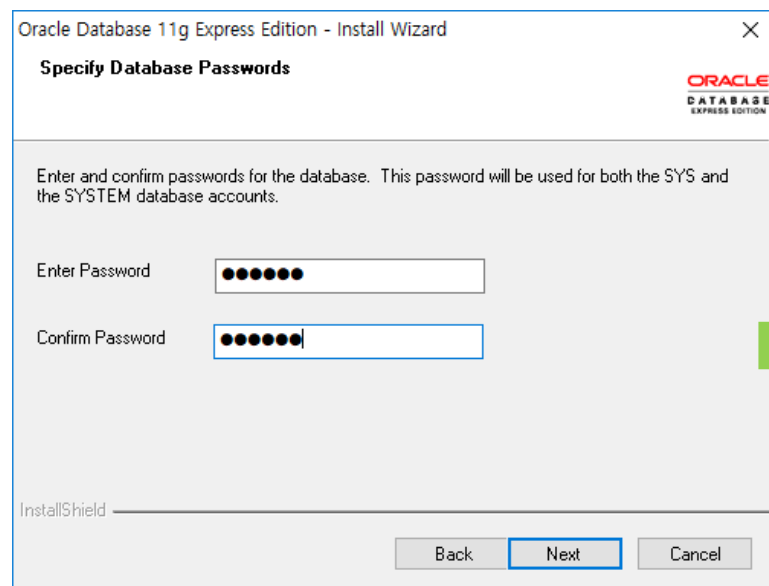 Oracle Database 11g Express Edition - Install Wizard
Specify Database Passwords
ORACLE
DATABASE
EXPRESS EDITION
Enter and confirm passwords for the database. This password will be used for both the SYS and
the SYSTEM database accounts.
Enter Password
●●●●●●
Confirm Password
●●●●●●
InstallShield
Back
Next
Cancel